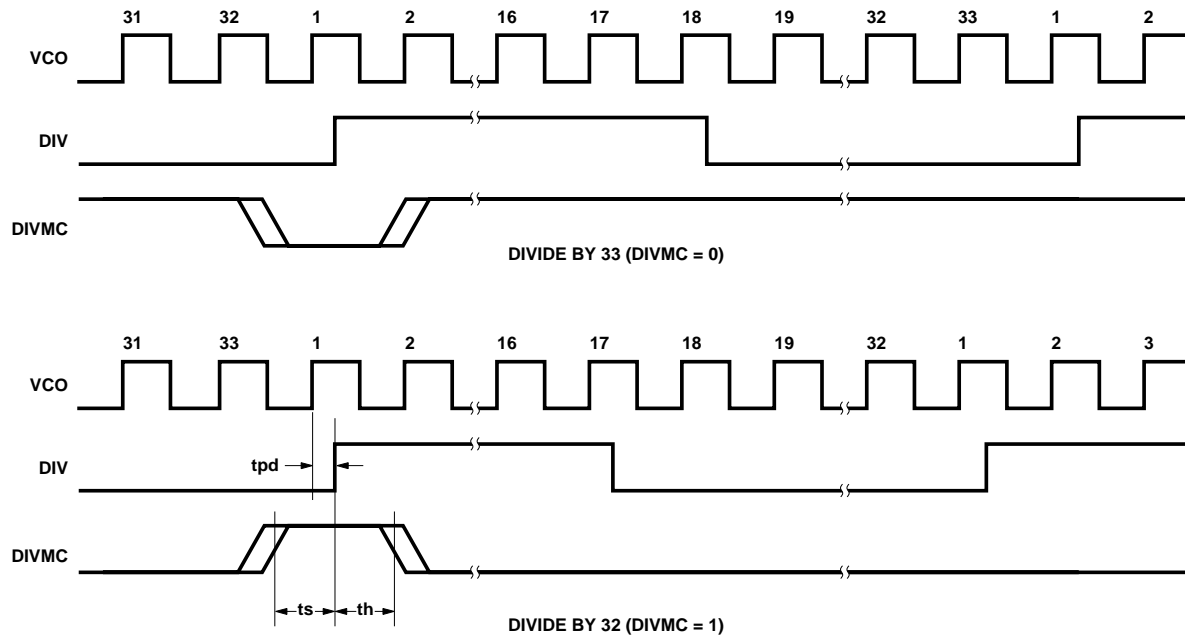 31 32 1 2 16 17 18 19 32 33 1 2
VCO
DIV
DIVMC
DIVIDE BY 33 (DIVMC = 0)
31 33 1 2 16 17 18 19 32 1 2 3
VCO
DIV
tpd
DIVMC
ts th
DIVIDE BY 32 (DIVMC = 1)